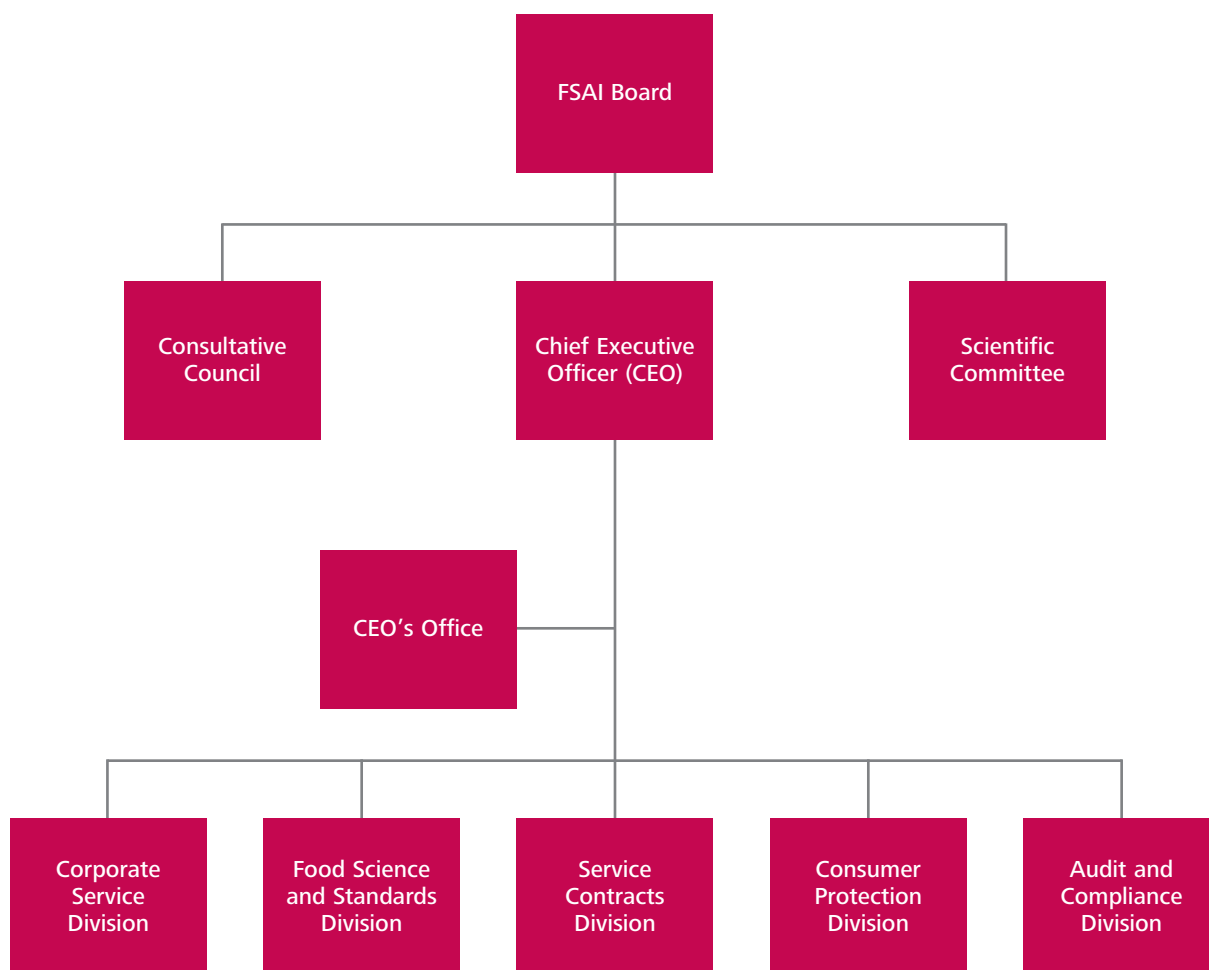 FSAI Board
Consultative
Council
Chief Executive
Officer (CEO)
Scientific
Committee
CEO’s Office
Corporate
Service
Division
Food Science
and Standards
Division
Service
Contracts
Division
Consumer
Protection
Division
Audit and
Compliance
Division